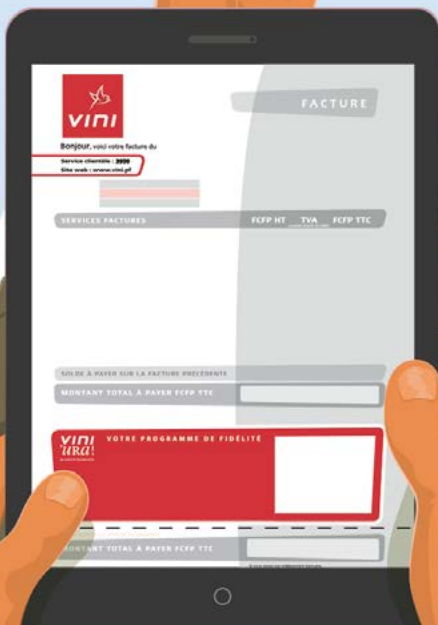 FACTURE
VINI
Bonjour, voici votre facture du
Service clientèle : 3950
Site web : www.vini.pf
SERVICES FACTURÉS FCFP HT TVA FCFP TTC
SOLDE À PAYER SUR LA FACTURE PRÉCÉDENTE
MONTANT TOTAL À PAYER FCFP TTC
VINI 'URA! VOTRE PROGRAMME DE FIDÉLITÉ
MONTANT TOTAL À PAYER FCFP TTC